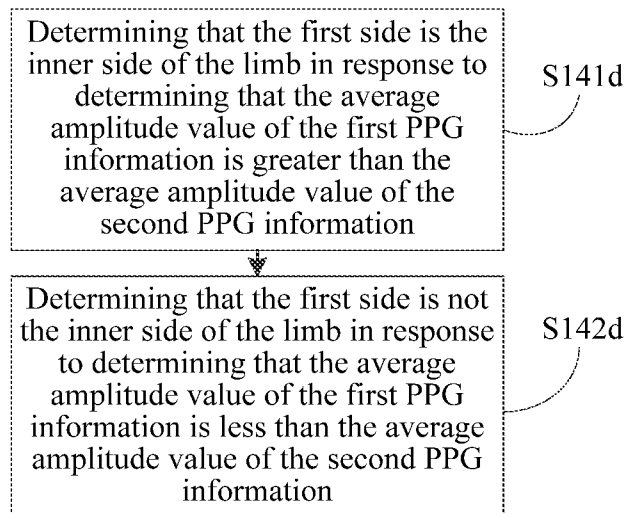 Determining that the first side is the
inner side of the limb in response to
determining that the average
amplitude value of the first PPG
information is greater than the
average amplitude value of the
second PPG information
S141d
Determining that the first side is not
the inner side of the limb in response
to determining that the average
amplitude value of the first PPG
information is less than the average
amplitude value of the second PPG
information
S142d